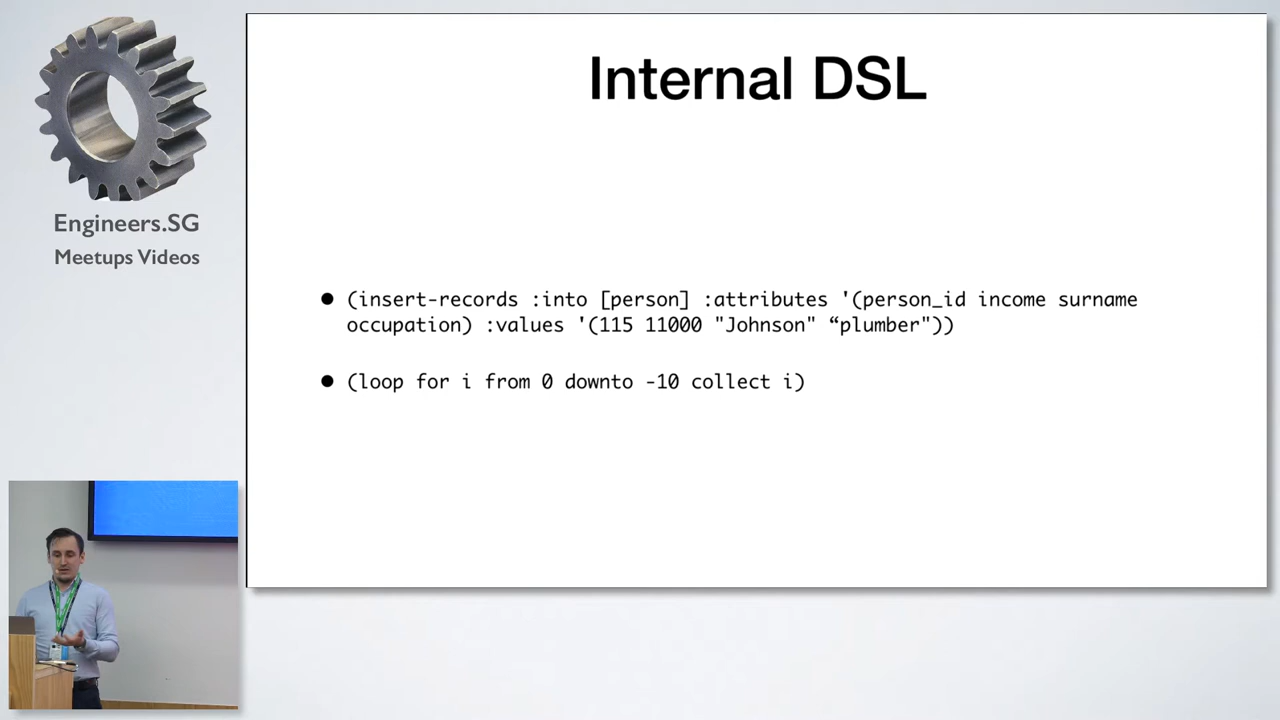 Internal DSL
Engineers.SG
Meetups Videos
(insert-records :into [person] :attributes '(person_id income surname
occupation) :values '(115 11000 "Johnson" “plumber"))
(loop for i from 0 downto -10 collect i)